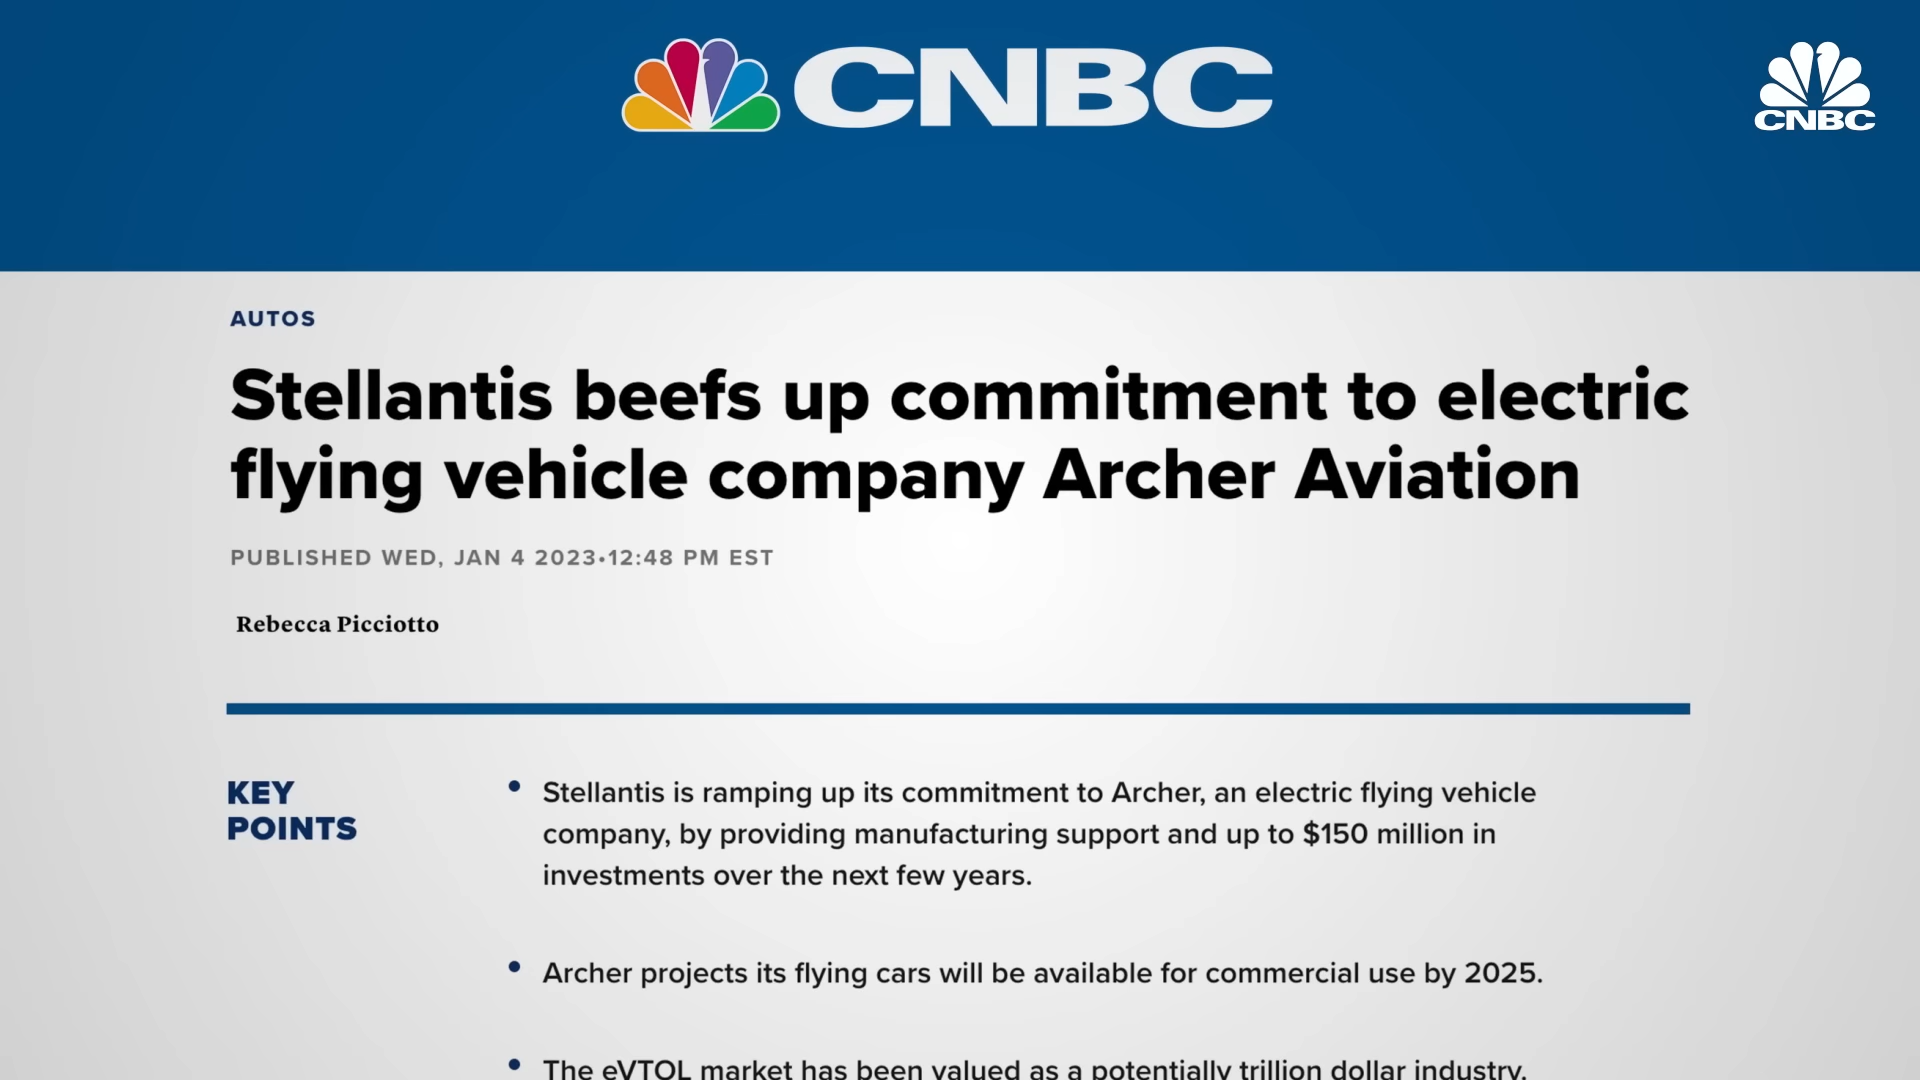 CNBC
CNBC
AUTOS
Stellantis beefs up commitment to electric
flying vehicle company Archer Aviation
PUBLISHED WED, JAN 4 2023•12:48 PM EST
Rebecca Picciotto
KEY
POINTS
• Stellantis is ramping up its commitment to Archer, an electric flying vehicle
company, by providing manufacturing support and up to $150 million in
investments over the next few years.
• Archer projects its flying cars will be available for commercial use by 2025.
• The eVTOL market has been valued as a potentially trillion dollar industry.